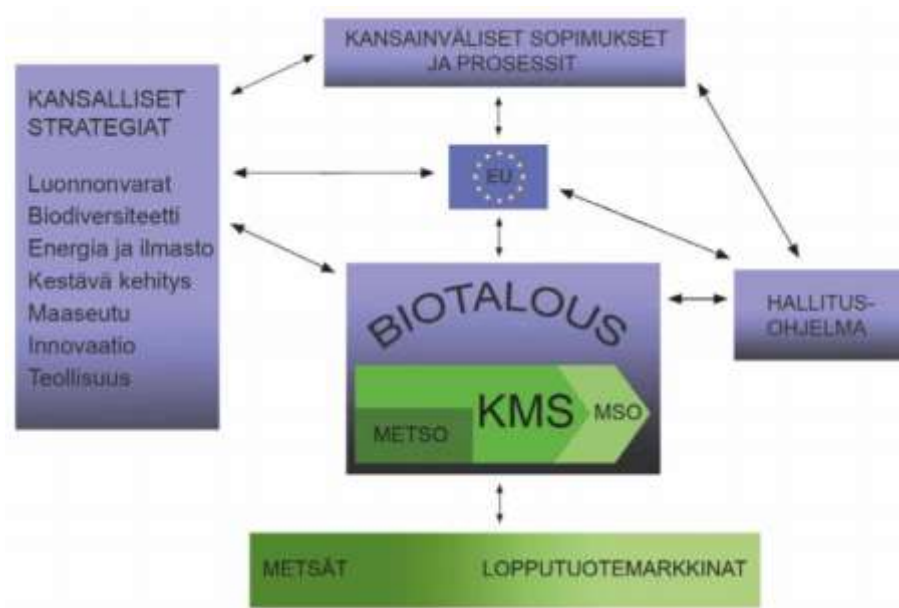 KANSAINVÄLISET SOPIMUKSET
JA PROSESSIT
KANSALLISET
STRATEGIAT
Luonnonvarat
Biodiversiteetti
Energia ja ilmasto
Kestävä kehitys
Maaseutu
Innovaatio
Teollisuus
EU
BIOTALOUS
KMS
MSO
METSO
HALLITUS-
OHJELMA
METSÄT
LOPPUTUOTEMARKKINAT